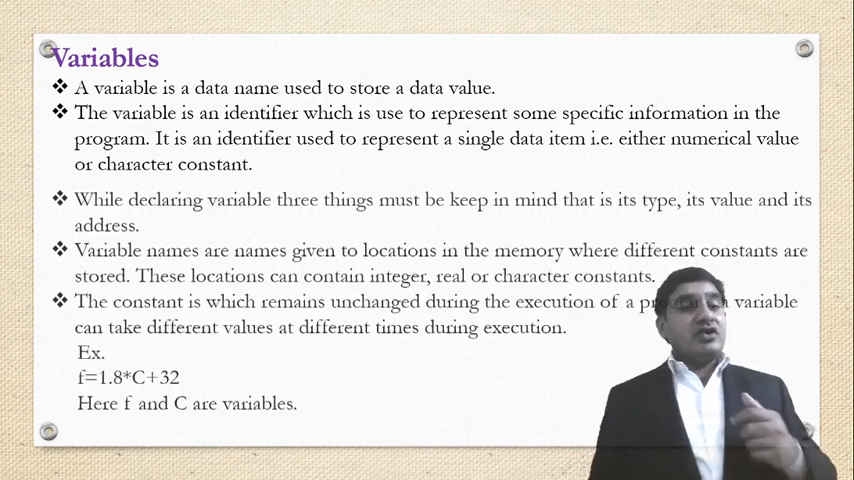 Variables
❖ A variable is a data name used to store a data value.
❖ The variable is an identifier which is use to represent some specific information in the
program. It is an identifier used to represent a single data item i.e. either numerical value
or character constant.
❖ While declaring variable three things must be keep in mind that is its type, its value and its
address.
❖ Variable names are names given to locations in the memory where different constants are
stored. These locations can contain integer, real or character constants.
❖ The constant is which remains unchanged during the execution of a variable
can take different values at different times during execution.
Ex.
f=1.8*C+32
Here f and C are variables.